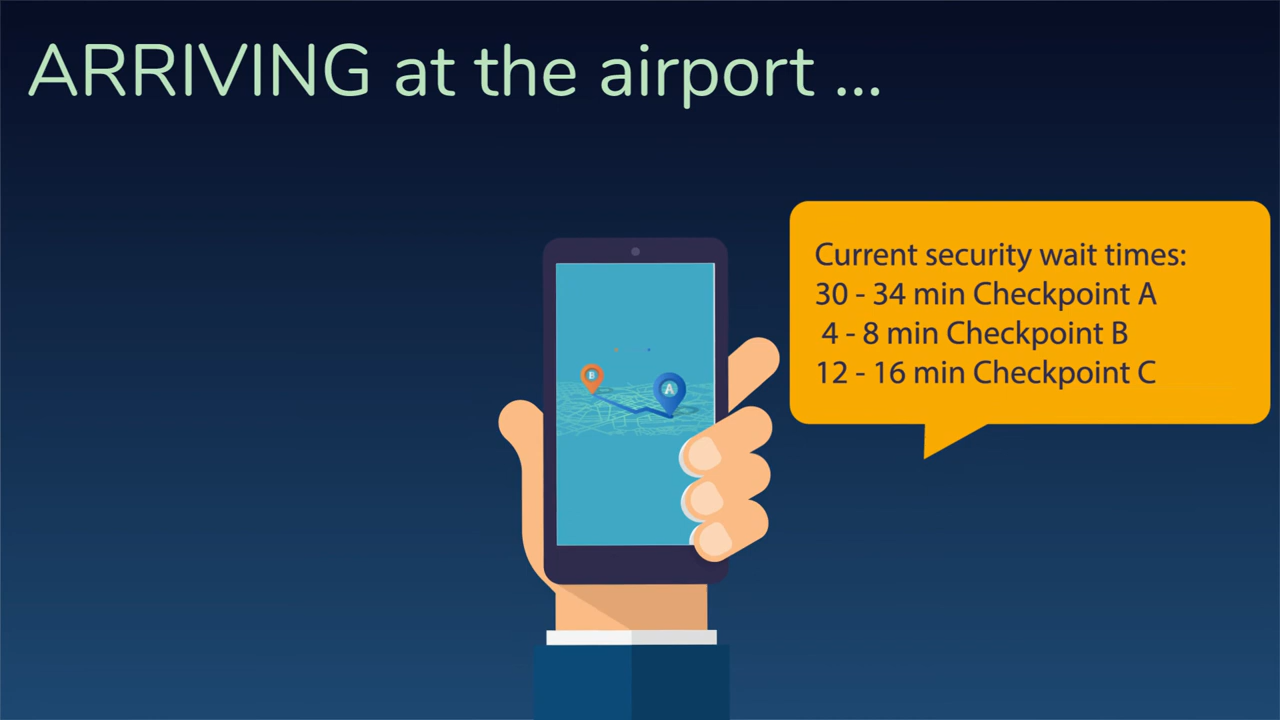 ARRIVING at the airport ...
Current security wait times:
30 - 34 min Checkpoint A
4 - 8 min Checkpoint B
12 - 16 min Checkpoint C
B
A